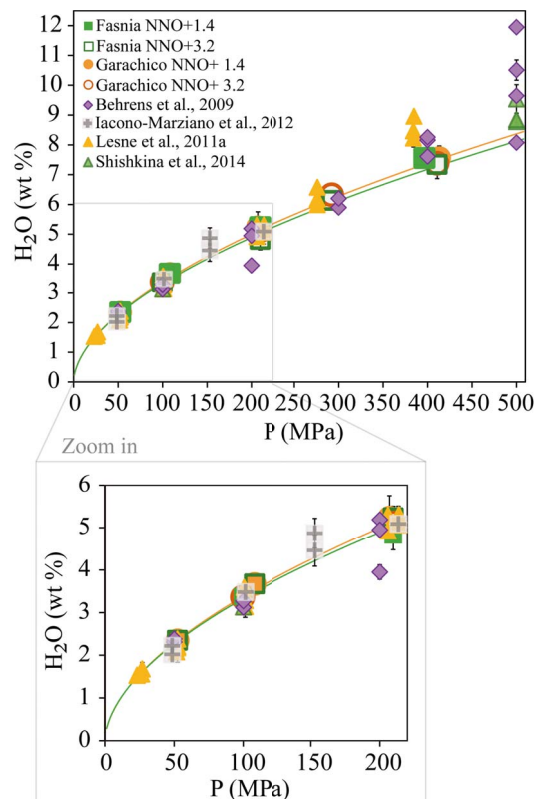 12
11
10
9
8
7
6
5
4
3
2
1
0
H₂O (wt %)
Fasnia NNO+1.4
Fasnia NNO+3.2
Garachico NNO+ 1.4
Garachico NNO+ 3.2
Behrens et al., 2009
Iacono-Marziano et al., 2012
Lesne et al., 2011a
Shishkina et al., 2014
0 50 100 150 200 250 300 350 400 450 500
P (MPa)
Zoom in
6
5
4
3
2
1
0
H₂O (wt %)
0 50 100 150 200
P (MPa)